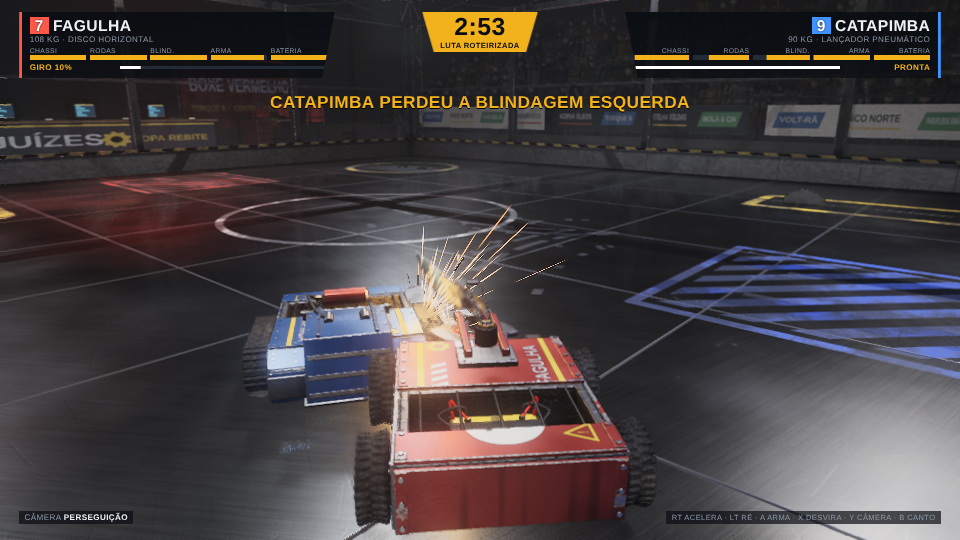 7 FAGULHA
108 KG · DISCO HORIZONTAL
CHASSI RODAS BLIND. ARMA BATERIA
GIRO 10%
2:53
LUTA ROTEIRIZADA
9 CATAPIMBA
90 KG · LANÇADOR PNEUMÁTICO
CHASSI RODAS BLIND. ARMA BATERIA
PRONTA
BOXE VERMELHO
CATAPIMBA PERDEU A BLINDAGEM ESQUERDA
JUÍZES
OPA REBITE
VOLT-RÃ
CO NORTE
FAGULHA
CÂMERA PERSEGUIÇÃO
RT ACELERA · LT RÉ · A ARMA · X DESVIRA · Y CÂMERA · B CANTO